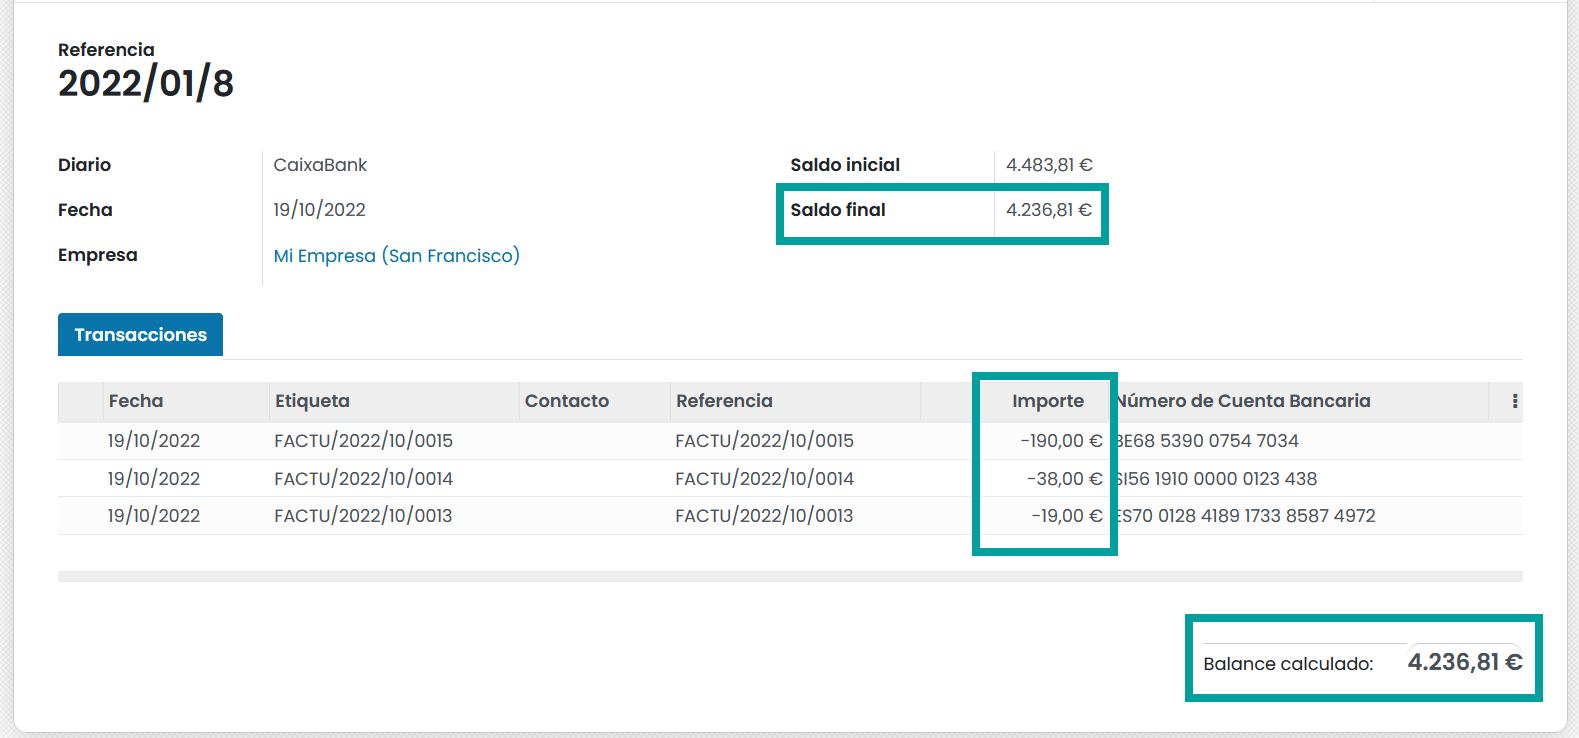 Referencia
2022/01/8
Diario CaixaBank Saldo inicial 4.483,81 €
Fecha 19/10/2022 Saldo final 4.236,81 €
Empresa Mi Empresa (San Francisco)
Transacciones
Fecha Etiqueta Contacto Referencia Importe Número de Cuenta Bancaria
19/10/2022 FACTU/2022/10/0015 FACTU/2022/10/0015 -190,00 € BE68 5390 0754 7034
19/10/2022 FACTU/2022/10/0014 FACTU/2022/10/0014 -38,00 € SI56 1910 0000 0123 438
19/10/2022 FACTU/2022/10/0013 FACTU/2022/10/0013 -19,00 € ES70 0128 4189 1733 8587 4972
Balance calculado: 4.236,81 €